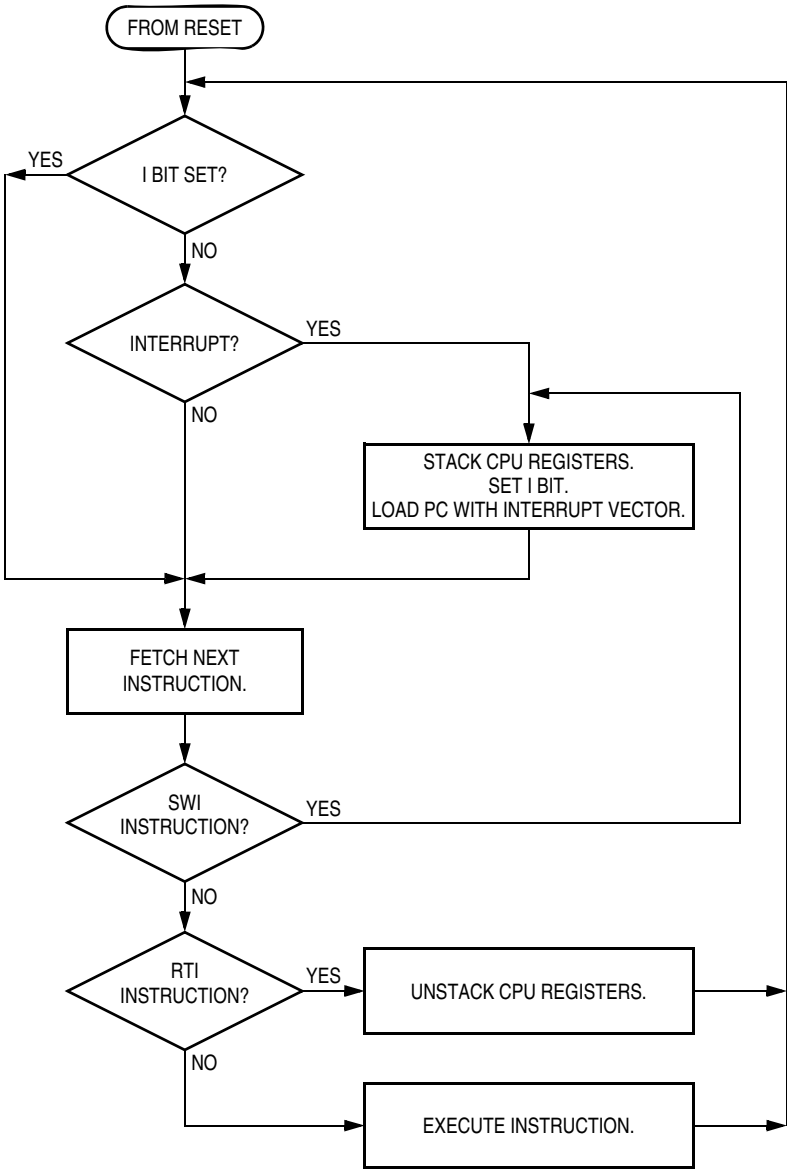 FROM RESET
YES
I BIT SET?
NO
INTERRUPT?
YES
NO
STACK CPU REGISTERS.
SET I BIT.
LOAD PC WITH INTERRUPT VECTOR.
FETCH NEXT
INSTRUCTION.
SWI
INSTRUCTION?
YES
NO
RTI
INSTRUCTION?
YES
UNSTACK CPU REGISTERS.
NO
EXECUTE INSTRUCTION.